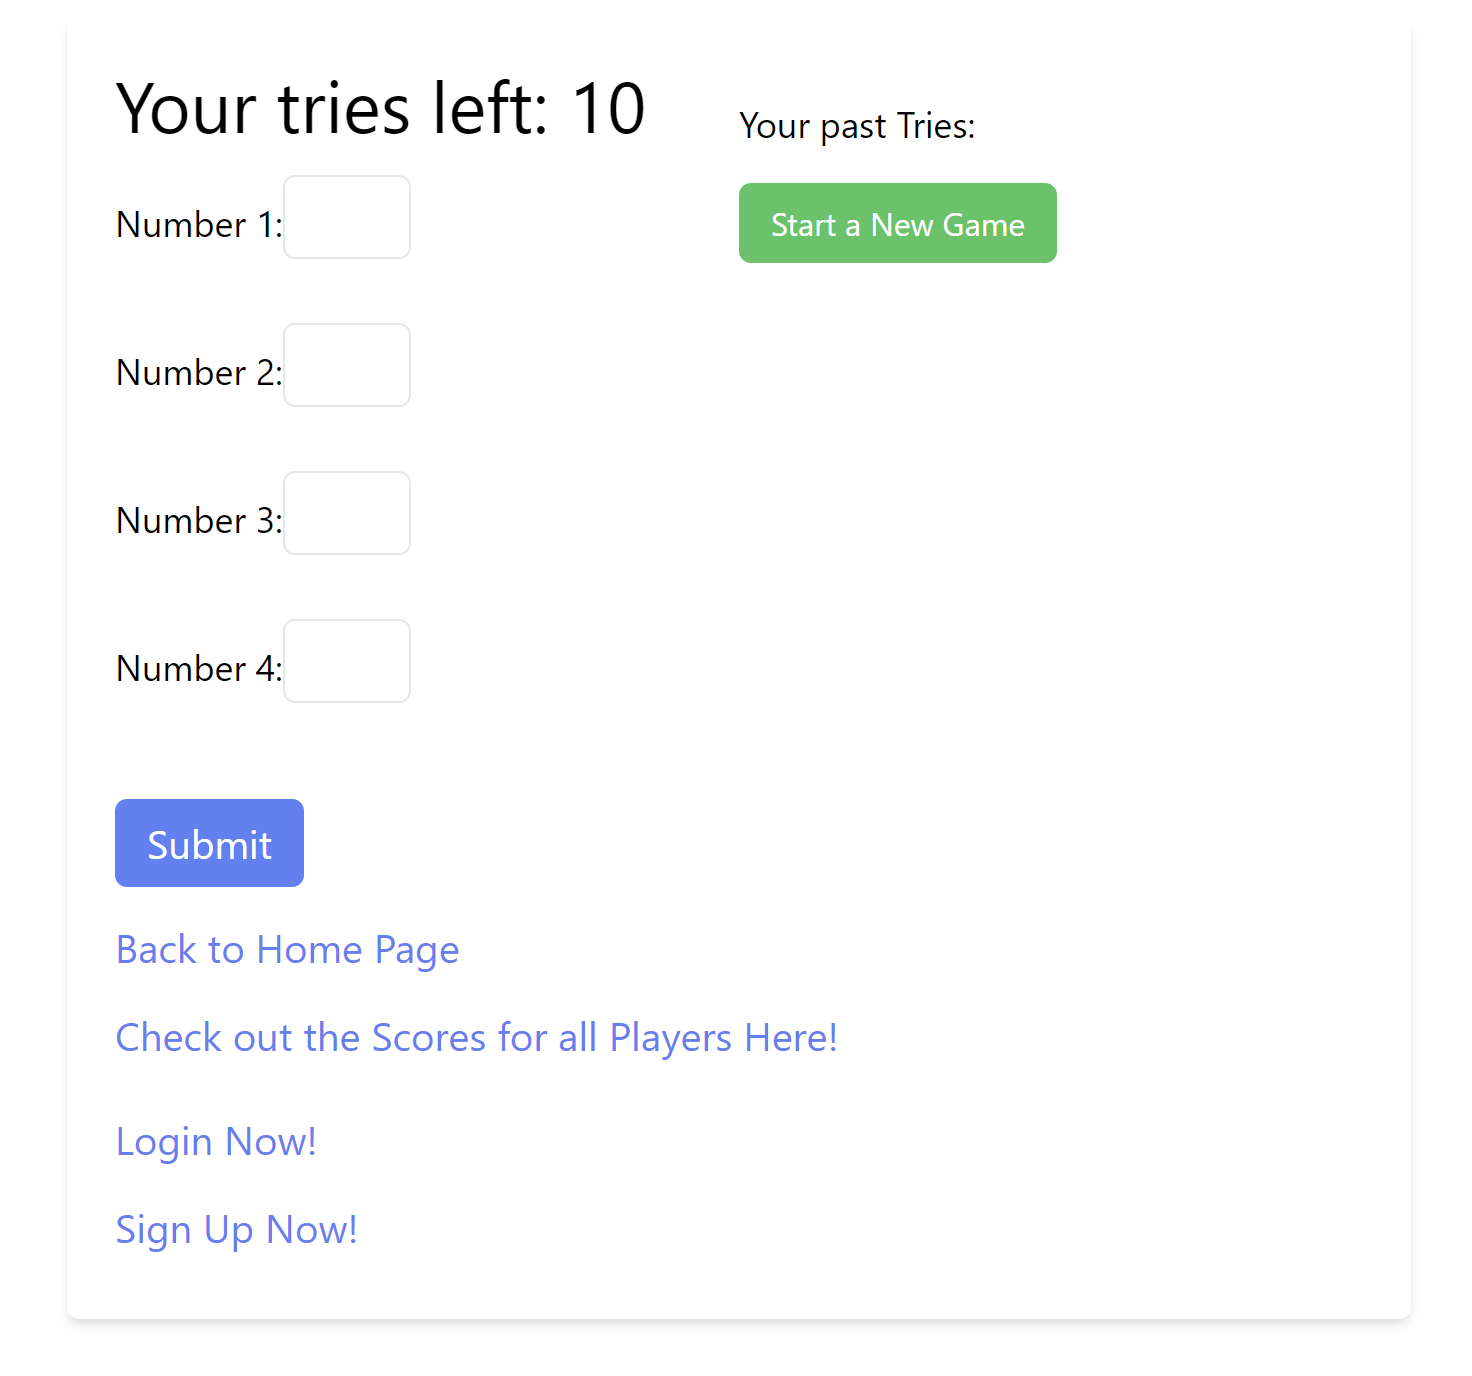 Your tries left: 10
Number 1:
Number 2:
Number 3:
Number 4:
Submit
Your past Tries:
Start a New Game
Back to Home Page
Check out the Scores for all Players Here!
Login Now!
Sign Up Now!